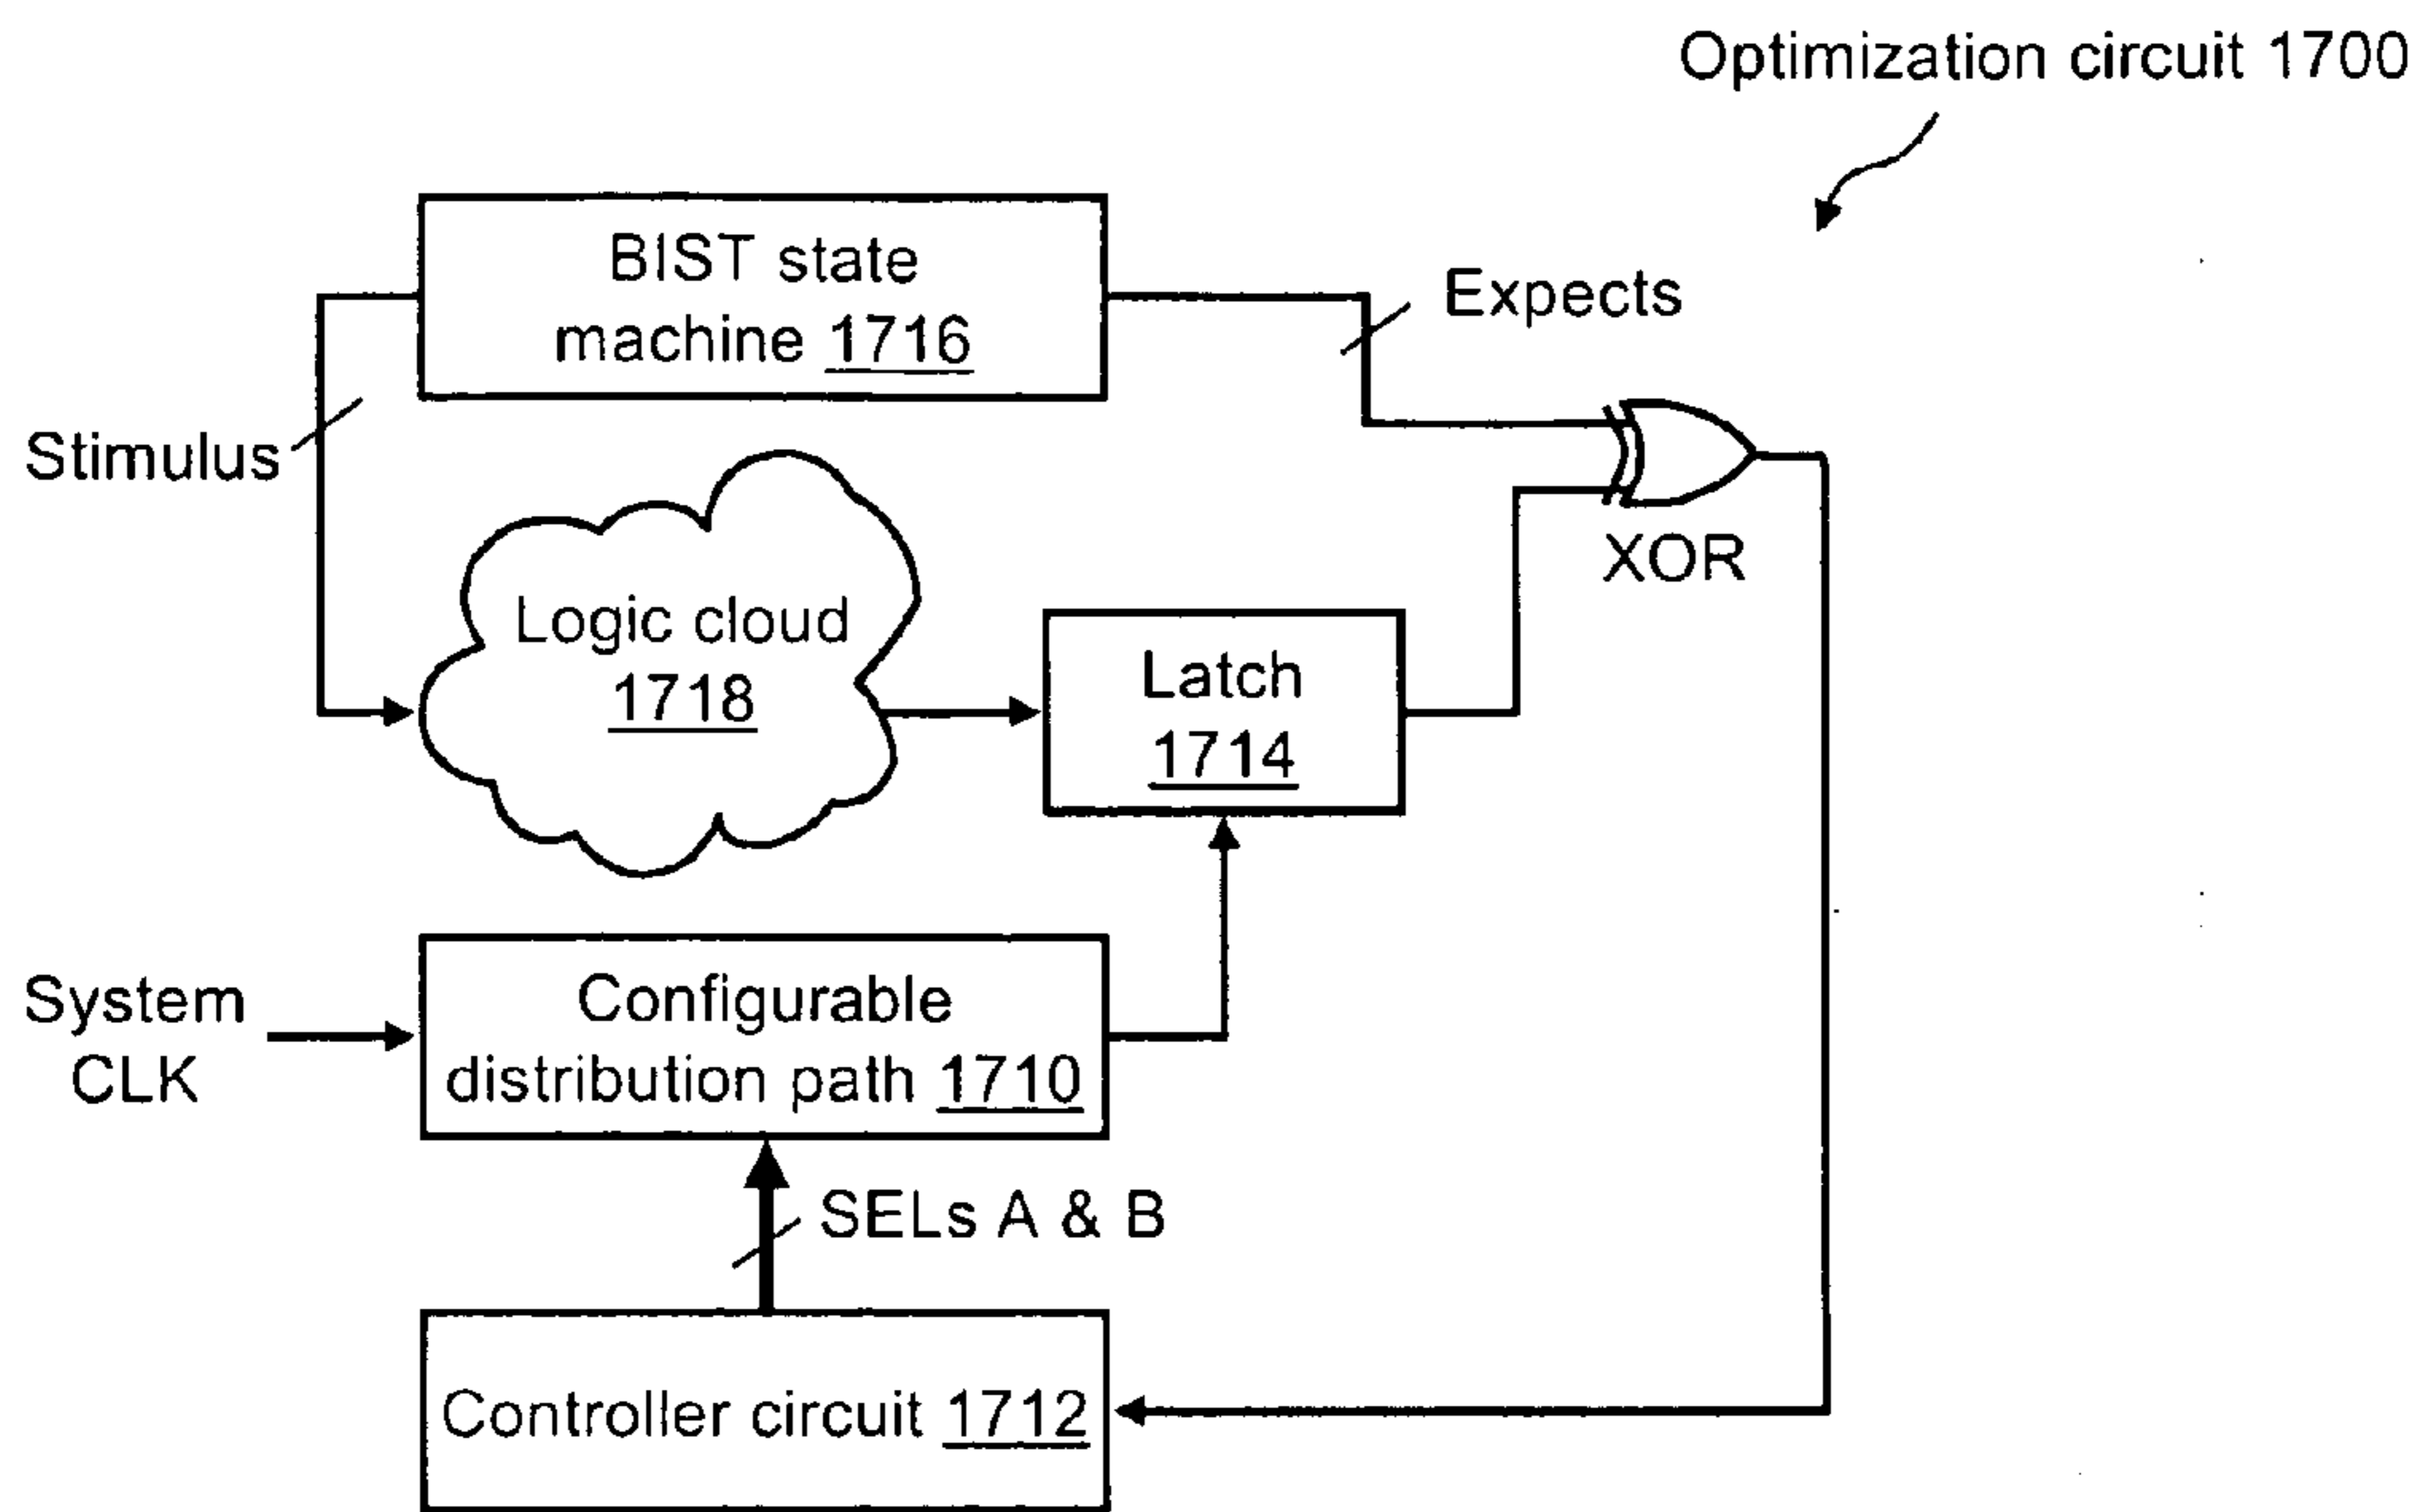 Optimization circuit 1700
BIST state
machine 1716
Expects
Stimulus
XOR
Logic cloud
1718
Latch
1714
System
CLK
Configurable
distribution path 1710
SELs A & B
Controller circuit 1712